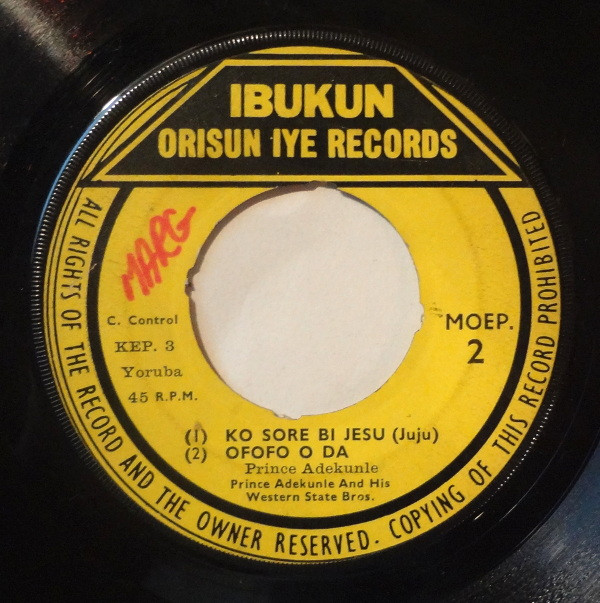 IBUKUN
ORISUN IYE RECORDS
MARG
C. Control
KEP. 3
Yoruba
45 R.P.M.
MOEP.
2
(1) KO SORE BI JESU (Juju)
(2) OFOFO O DA
Prince Adekunle
Prince Adekunle And His
Western State Bros.
ALL RIGHTS OF THE RECORD AND THE OWNER RESERVED. COPYING OF THIS RECORD PROHIBITED